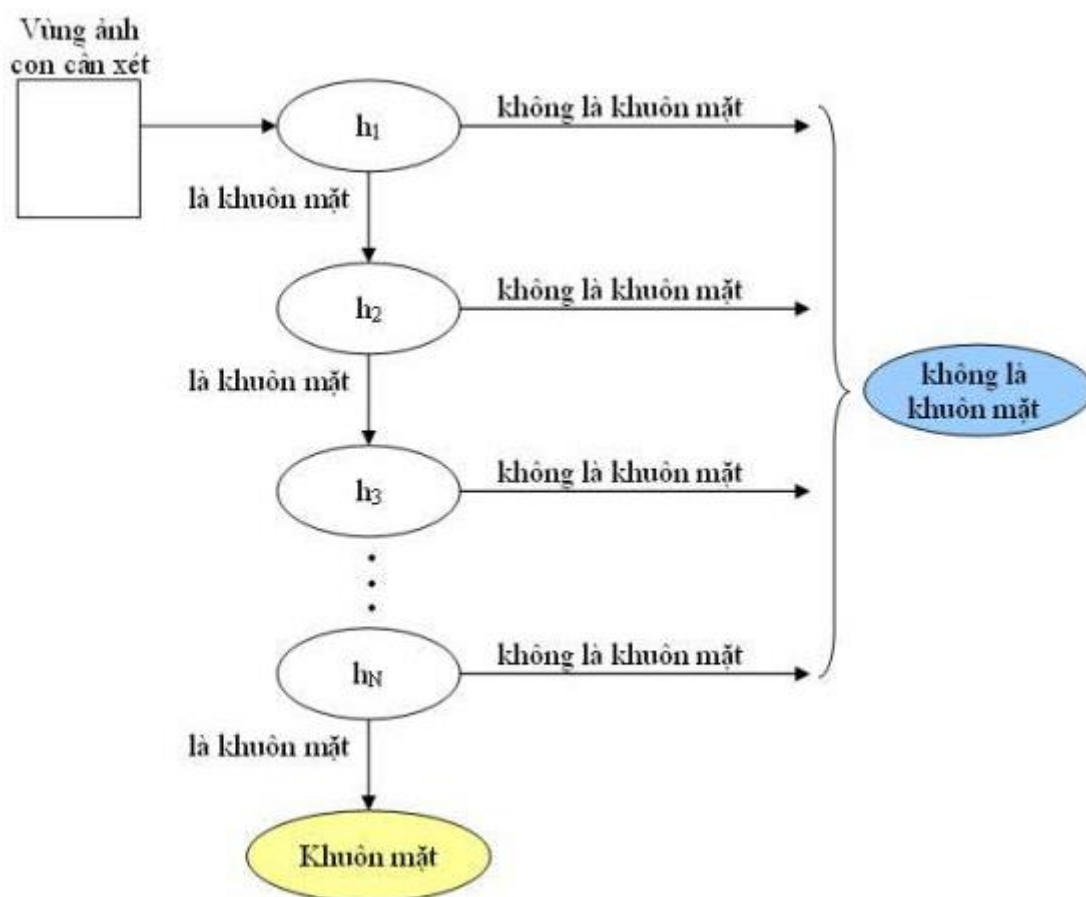 Vùng ảnh
con cần xét
h₁
không là khuôn mặt
là khuôn mặt
h₂
không là khuôn mặt
là khuôn mặt
không là
khuôn mặt
h₃
không là khuôn mặt
h_N
không là khuôn mặt
là khuôn mặt
Khuôn mặt